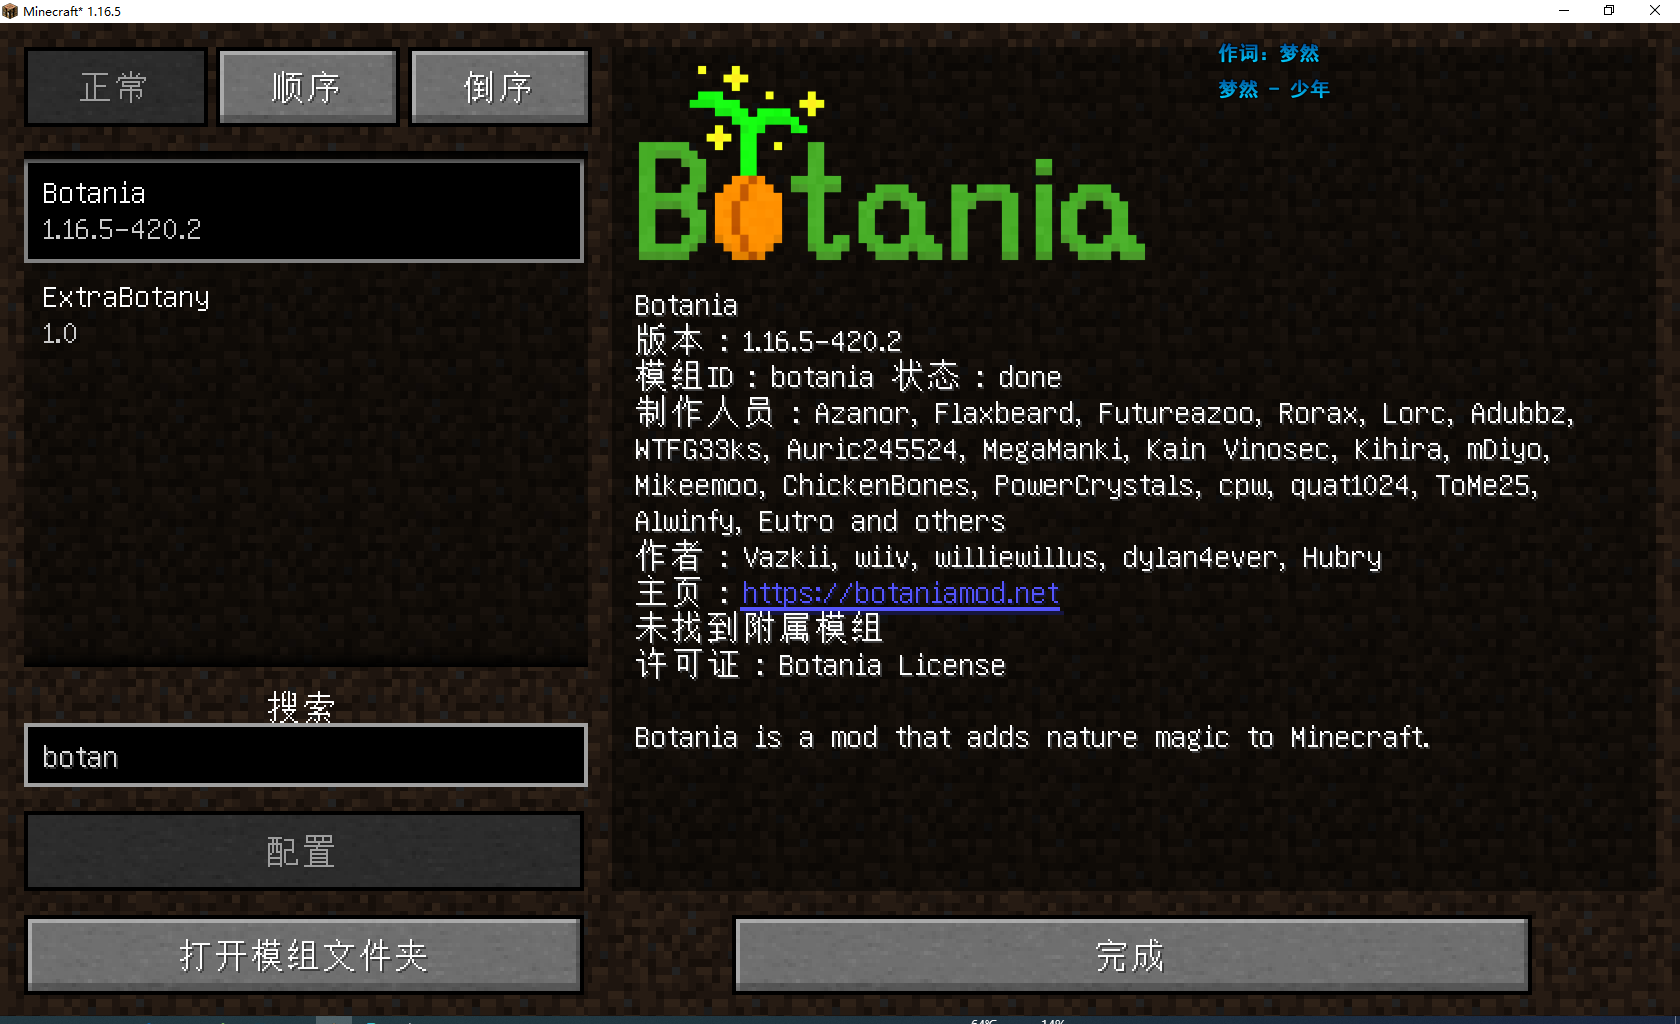 Minecraft* 1.16.5
正常
顺序
倒序
作词：梦然
梦然 - 少年
Botania
Botania
1.16.5-420.2
ExtraBotany
1.0
Botania
版本：1.16.5-420.2
模组ID：botania 状态：done
制作人员：Azanor, Flaxbeard, Futureazoo, Rorax, Lorc, Adubbz,
WTFG33ks, Auric245524, MegaManki, Kain Vinosec, Kihira, mDiyo,
Mikeemoo, ChickenBones, PowerCrystals, cpw, quat1024, ToMe25,
Alwinfy, Eutro and others
作者：Vazkii, wiiv, williewillus, dylan4ever, Hubry
主页：https://botaniamod.net
未找到附属模组
许可证：Botania License
Botania is a mod that adds nature magic to Minecraft.
搜索
botan
配置
打开模组文件夹
完成